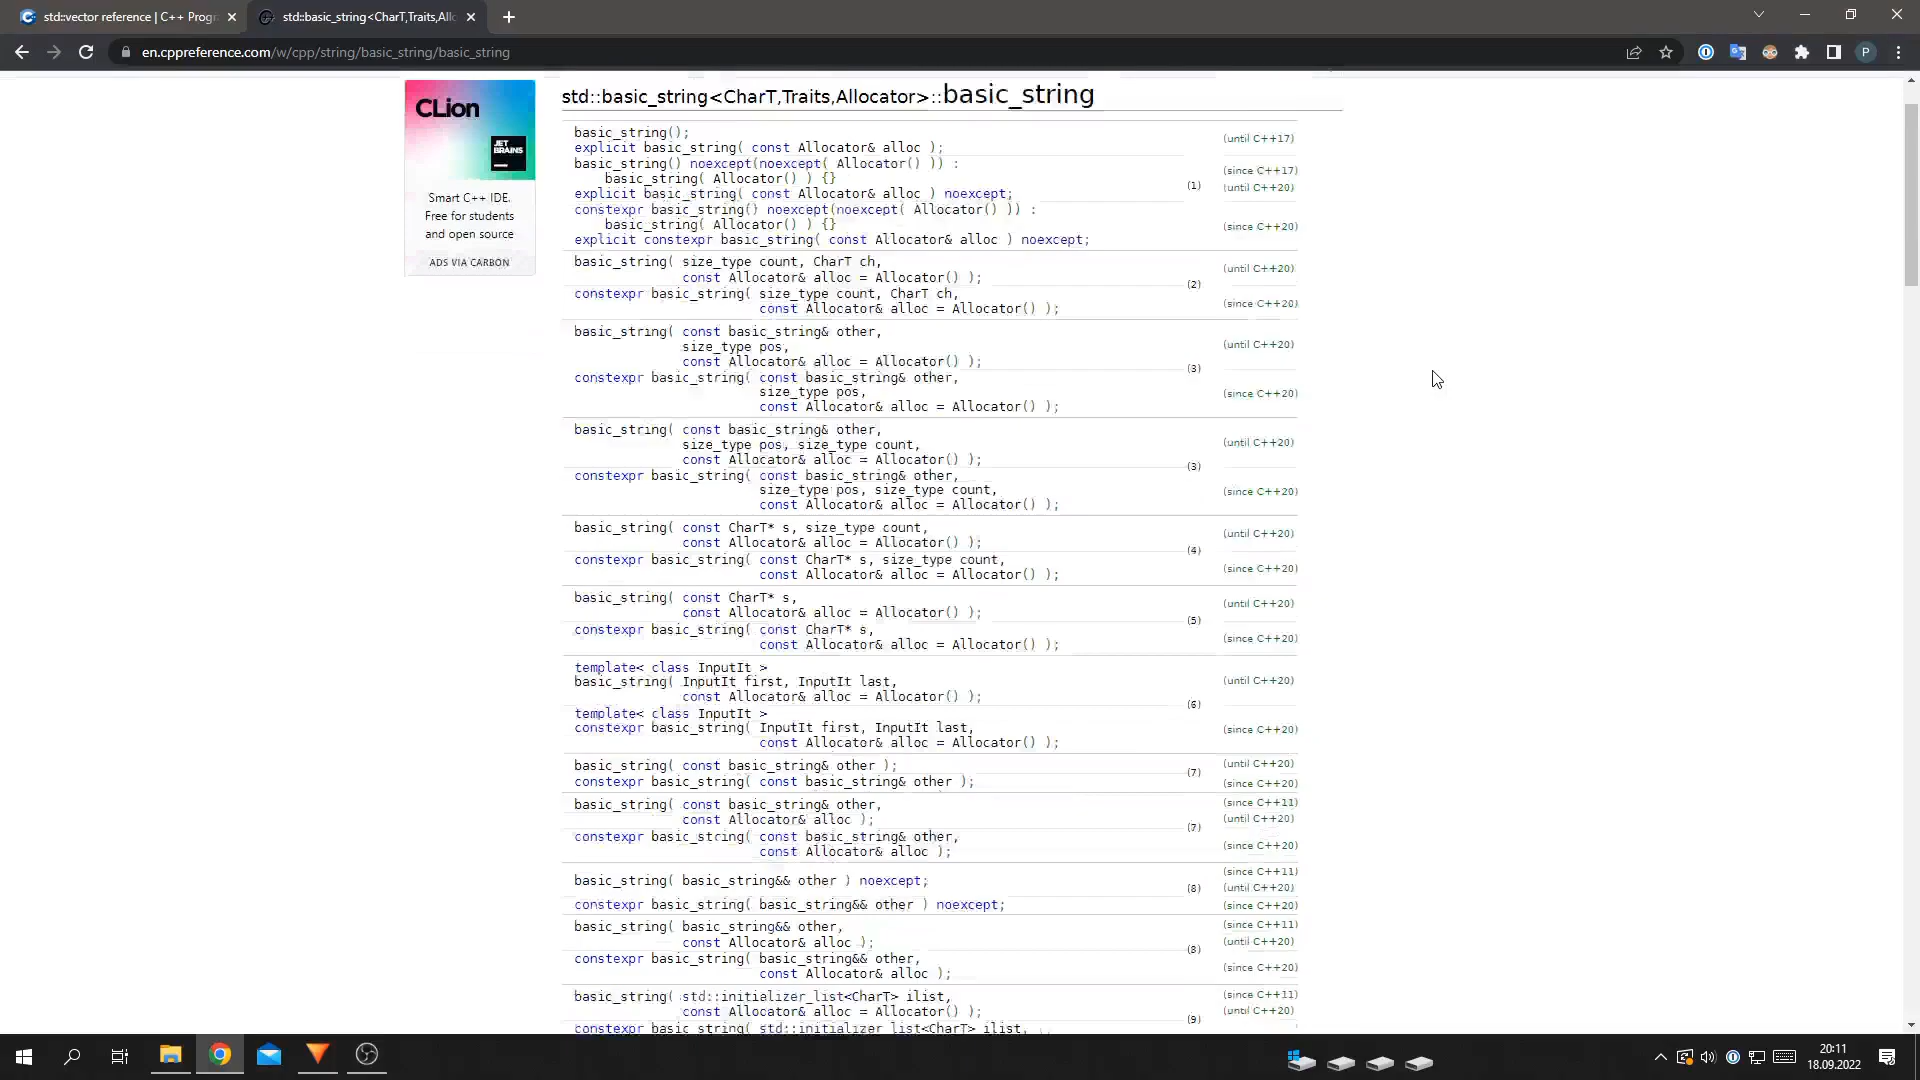 std::vector reference | C++ Progr
std::basic_string<CharT,Traits,Allo
en.cppreference.com/w/cpp/string/basic_string/basic_string
P
CLion
JET
BRAINS
Smart C++ IDE.
Free for students
and open source
ADS VIA CARBON
std::basic_string<CharT,Traits,Allocator>::basic_string
basic_string(); (until C++17)
explicit basic_string( const Allocator& alloc );
basic_string() noexcept(noexcept( Allocator() )) : (since C++17)
basic_string( Allocator() ) {} (1)
explicit basic_string( const Allocator& alloc ) noexcept; (until C++20)
constexpr basic_string() noexcept(noexcept( Allocator() )) :
basic_string( Allocator() ) {} (since C++20)
explicit constexpr basic_string( const Allocator& alloc ) noexcept;
basic_string( size_type count, CharT ch, (until C++20)
const Allocator& alloc = Allocator() ); (2)
constexpr basic_string( size_type count, CharT ch, (since C++20)
const Allocator& alloc = Allocator() );
basic_string( const basic_string& other,
size_type pos, (until C++20)
const Allocator& alloc = Allocator() ); (3)
constexpr basic_string( const basic_string& other,
size_type pos, (since C++20)
const Allocator& alloc = Allocator() );
basic_string( const basic_string& other,
size_type pos, size_type count, (until C++20)
const Allocator& alloc = Allocator() ); (3)
constexpr basic_string( const basic_string& other,
size_type pos, size_type count, (since C++20)
const Allocator& alloc = Allocator() );
basic_string( const CharT* s, size_type count, (until C++20)
const Allocator& alloc = Allocator() ); (4)
constexpr basic_string( const CharT* s, size_type count, (since C++20)
const Allocator& alloc = Allocator() );
basic_string( const CharT* s, (until C++20)
const Allocator& alloc = Allocator() ); (5)
constexpr basic_string( const CharT* s, (since C++20)
const Allocator& alloc = Allocator() );
template< class InputIt >
basic_string( InputIt first, InputIt last, (until C++20)
const Allocator& alloc = Allocator() ); (6)
template< class InputIt >
constexpr basic_string( InputIt first, InputIt last, (since C++20)
const Allocator& alloc = Allocator() );
basic_string( const basic_string& other ); (7) (until C++20)
constexpr basic_string( const basic_string& other ); (since C++20)
basic_string( const basic_string& other, (since C++11)
const Allocator& alloc ); (7) (until C++20)
constexpr basic_string( const basic_string& other, (since C++20)
const Allocator& alloc );
(since C++11)
basic_string( basic_string&& other ) noexcept; (8) (until C++20)
constexpr basic_string( basic_string&& other ) noexcept; (since C++20)
basic_string( basic_string&& other, (since C++11)
const Allocator& alloc ); (8) (until C++20)
constexpr basic_string( basic_string&& other, (since C++20)
const Allocator& alloc );
basic_string( std::initializer_list<CharT> ilist, (since C++11)
const Allocator& alloc = Allocator() ); (9) (until C++20)
constexpr basic_string( std::initializer_list<CharT> ilist,
20:11
18.09.2022